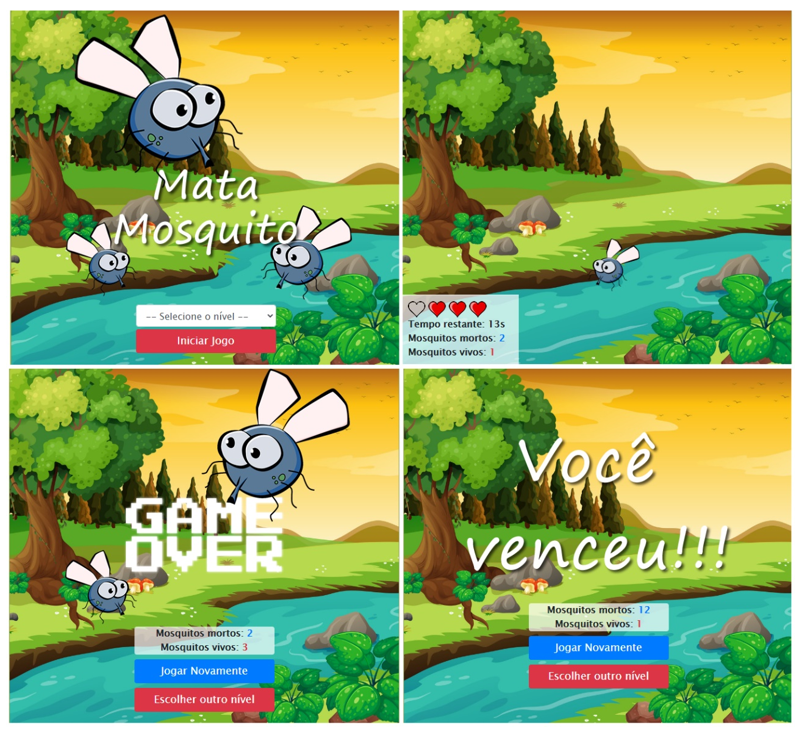 Mata
Mosquito
-- Selecione o nível --
Iniciar Jogo
Tempo restante: 13s
Mosquitos mortos: 2
Mosquitos vivos: 1
GAME
OVER
Mosquitos mortos: 2
Mosquitos vivos: 3
Jogar Novamente
Escolher outro nível
Você
venceu!!!
Mosquitos mortos: 12
Mosquitos vivos: 1
Jogar Novamente
Escolher outro nível